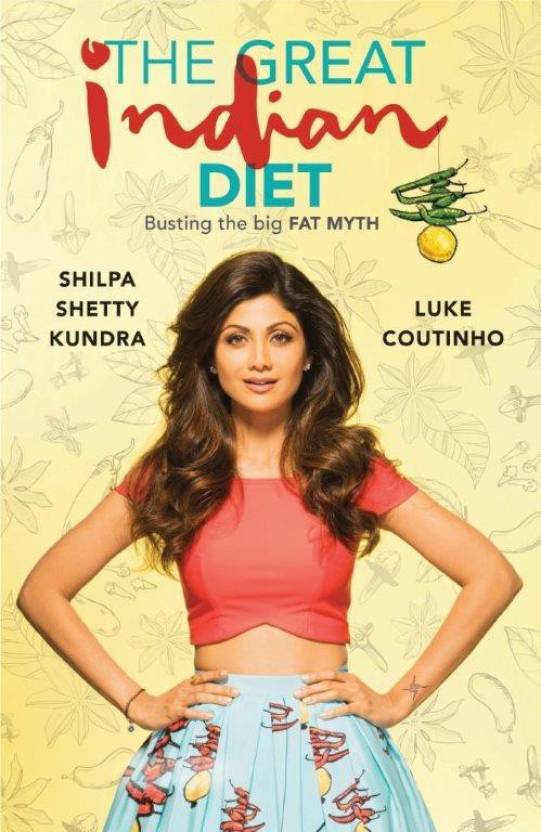 THE GREAT
indian
DIET
Busting the big FAT MYTH
SHILPA
SHETTY
KUNDRA
LUKE
COUTINHO